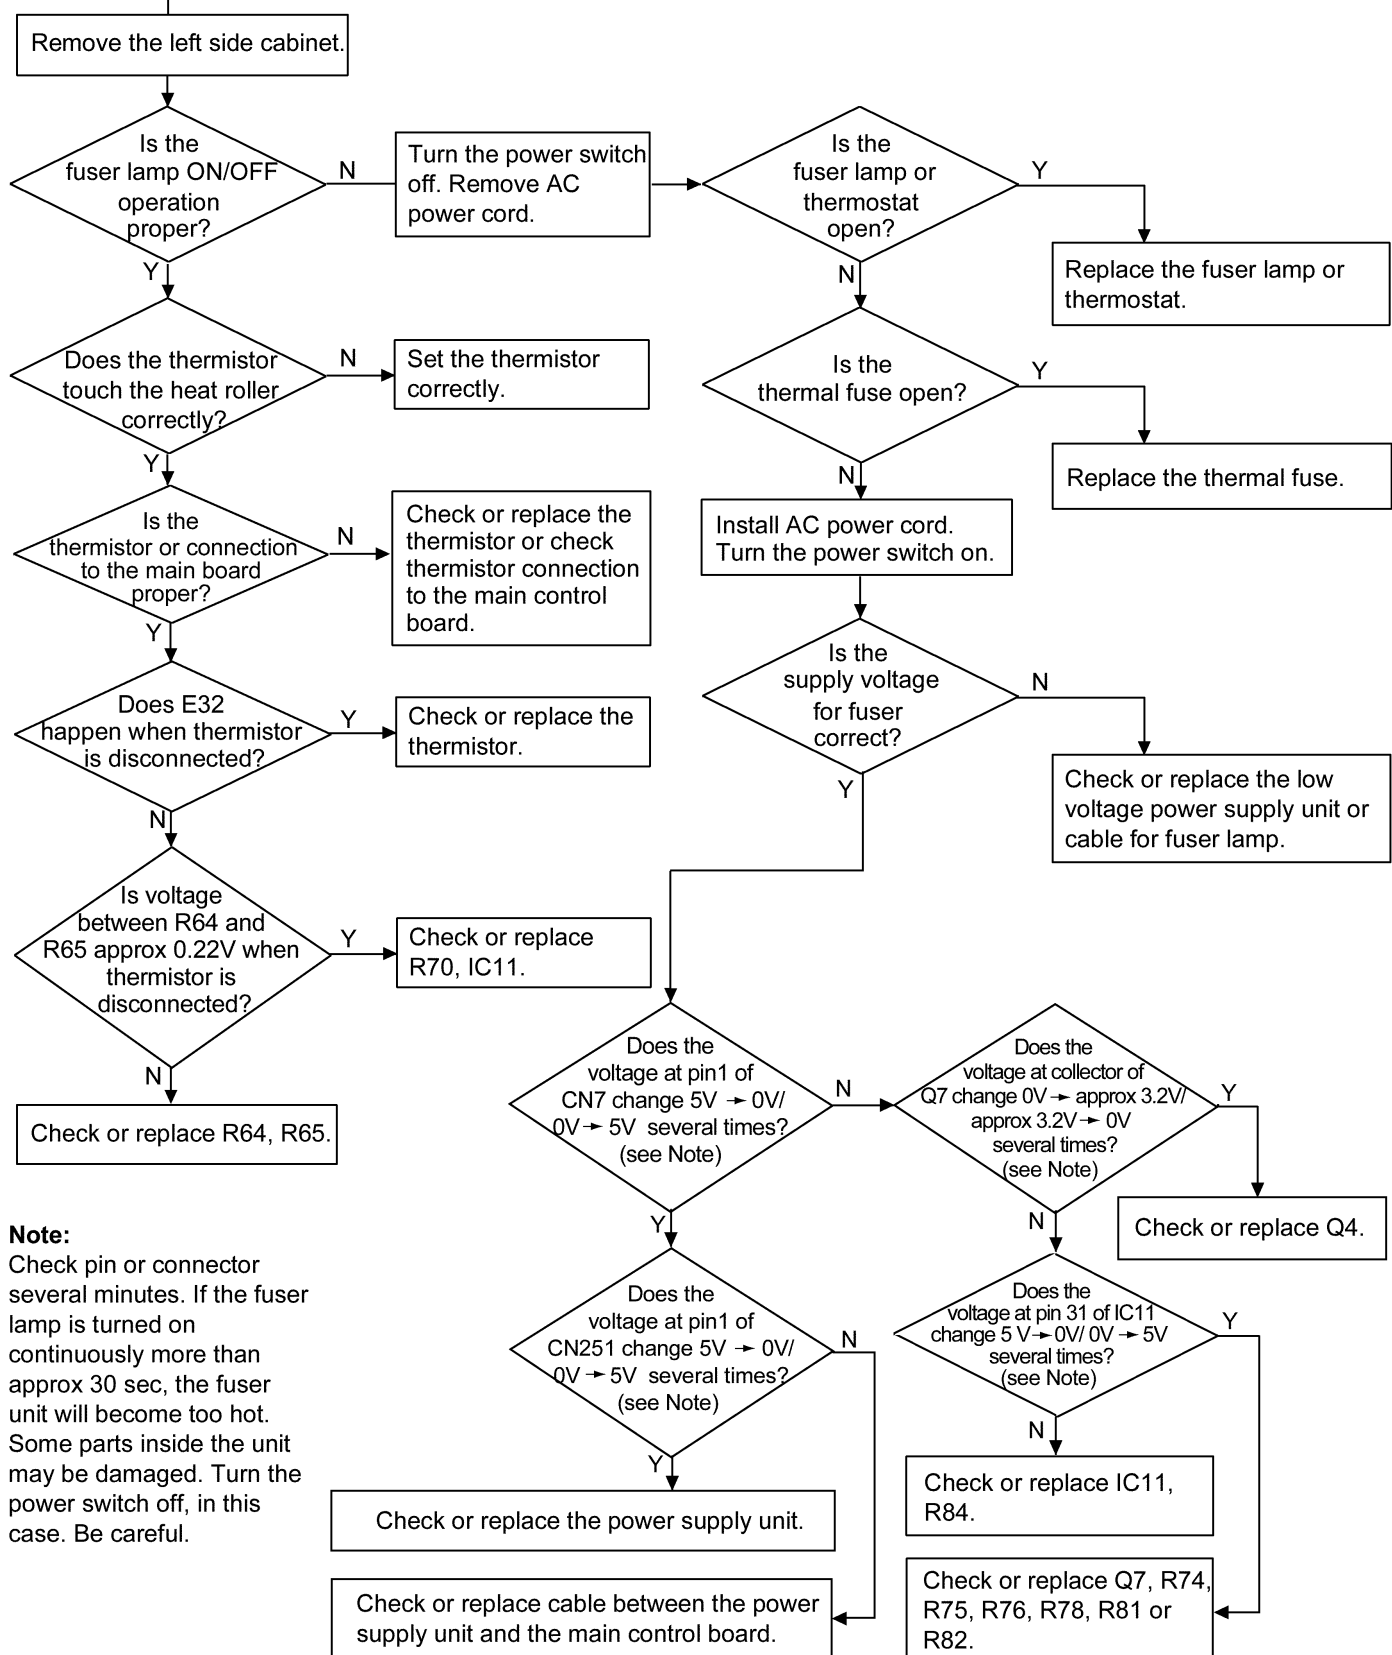 Remove the left side cabinet.
Is the
fuser lamp ON/OFF
operation
proper?
N
Turn the power switch
off. Remove AC
power cord.
Is the
fuser lamp or
thermostat
open?
Y
Replace the fuser lamp or
thermostat.
Y
N
Does the thermistor
touch the heat roller
correctly?
N
Set the thermistor
correctly.
Is the
thermal fuse open?
Y
Replace the thermal fuse.
Y
N
Is the
thermistor or connection
to the main board
proper?
N
Check or replace the
thermistor or check
thermistor connection
to the main control
board.
Install AC power cord.
Turn the power switch on.
Y
Does E32
happen when thermistor
is disconnected?
Y
Check or replace the
thermistor.
Is the
supply voltage
for fuser
correct?
N
Check or replace the low
voltage power supply unit or
cable for fuser lamp.
N
Y
Is voltage
between R64 and
R65 approx 0.22V when
thermistor is
disconnected?
Y
Check or replace
R70, IC11.
N
Check or replace R64, R65.
Does the
voltage at pin1 of
CN7 change 5V → 0V/
0V → 5V several times?
(see Note)
N
Does the
voltage at collector of
Q7 change 0V → approx 3.2V/
approx 3.2V → 0V
several times?
(see Note)
Y
Check or replace Q4.
Y
N
Does the
voltage at pin1 of
CN251 change 5V → 0V/
0V → 5V several times?
(see Note)
N
Does the
voltage at pin 31 of IC11
change 5 V → 0V/ 0V → 5V
several times?
(see Note)
Y
Y
N
Check or replace the power supply unit.
Check or replace IC11,
R84.
Check or replace cable between the power
supply unit and the main control board.
Check or replace Q7, R74,
R75, R76, R78, R81 or
R82.
Note:
Check pin or connector
several minutes. If the fuser
lamp is turned on
continuously more than
approx 30 sec, the fuser
unit will become too hot.
Some parts inside the unit
may be damaged. Turn the
power switch off, in this
case. Be careful.